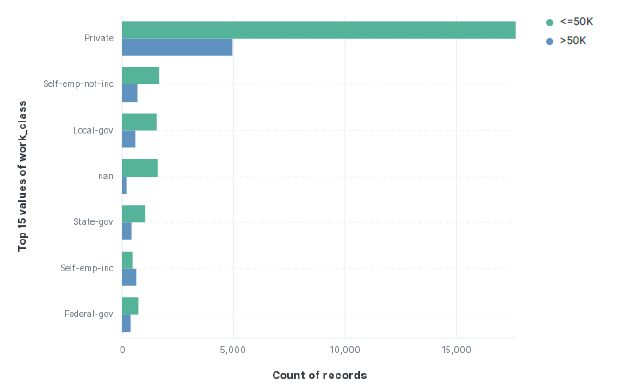 <=50K
>50K
Top 15 values of work_class
Private
Self-emp-not-inc
Local-gov
nan
State-gov
Self-emp-inc
Federal-gov
0
5,000
10,000
15,000
Count of records